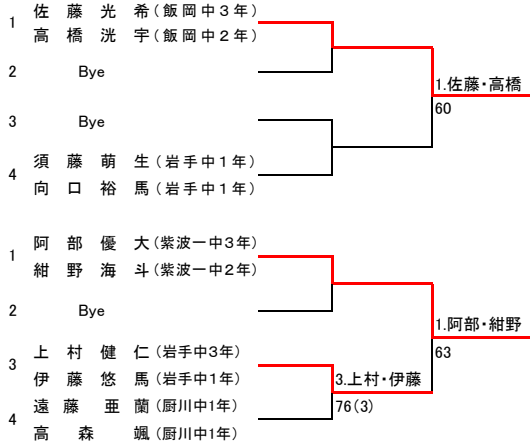 1 佐藤光希(飯岡中3年)
高橋洸宇(飯岡中2年)
2 Bye
1.佐藤・高橋
60
3 Bye
4 須藤萌生(岩手中1年)
向口裕馬(岩手中1年)
1 阿部優大(紫波一中3年)
紺野海斗(紫波一中2年)
2 Bye
1.阿部・紺野
63
3 上村健仁(岩手中3年)
伊藤悠馬(岩手中1年)
3.上村・伊藤
76(3)
4 遠藤亜蘭(厨川中1年)
高森颯(厨川中1年)